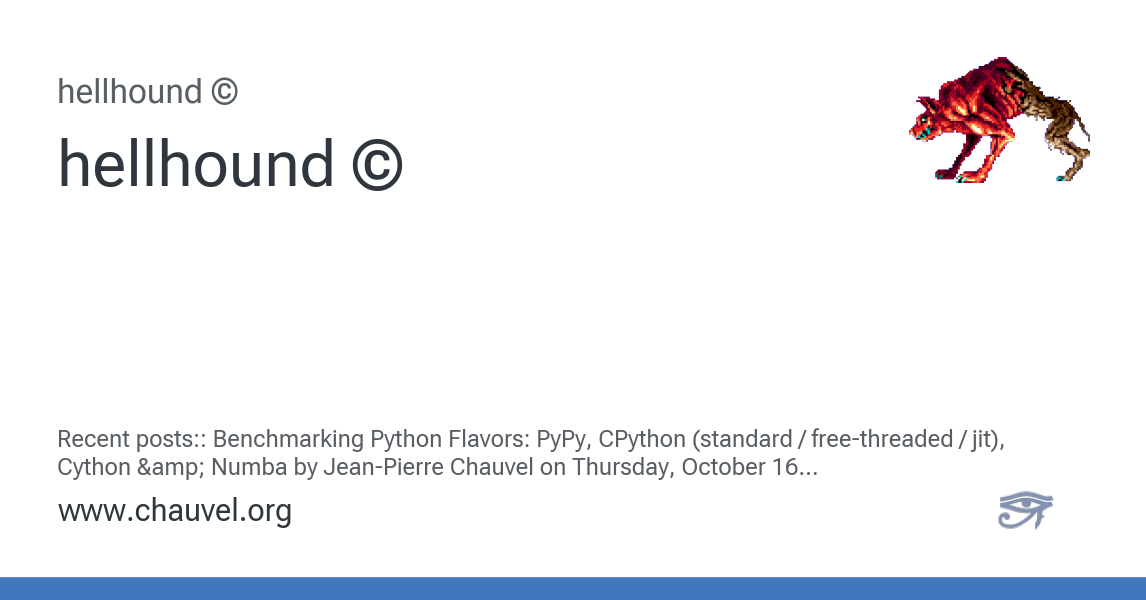 hellhound ©
hellhound ©
Recent posts:: Benchmarking Python Flavors: PyPy, CPython (standard / free-threaded / jit),
Cython &amp; Numba by Jean-Pierre Chauvel on Thursday, October 16...
www.chauvel.org